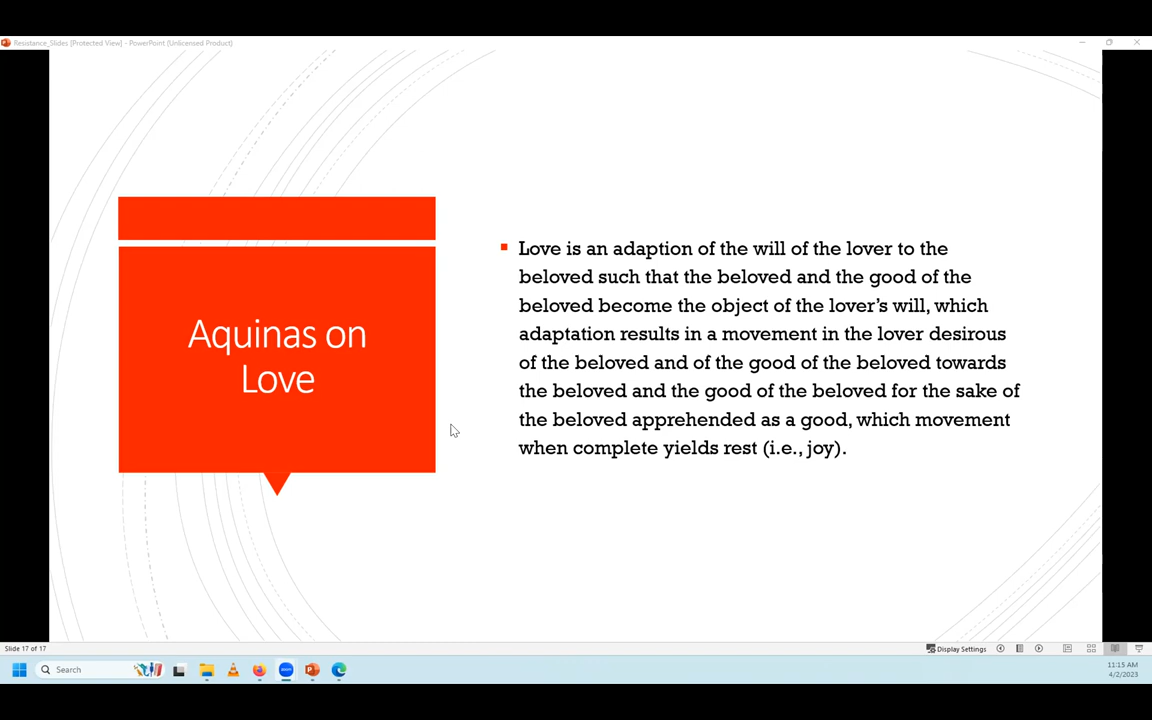 Resistance_Slides [Protected View] - PowerPoint (Unlicensed Product)
Aquinas on
Love
Love is an adaption of the will of the lover to the
beloved such that the beloved and the good of the
beloved become the object of the lover's will, which
adaptation results in a movement in the lover desirous
of the beloved and of the good of the beloved towards
the beloved and the good of the beloved for the sake of
the beloved apprehended as a good, which movement
when complete yields rest (i.e., joy).
Slide 17 of 17
Display Settings
Search
11:15 AM
4/2/2023